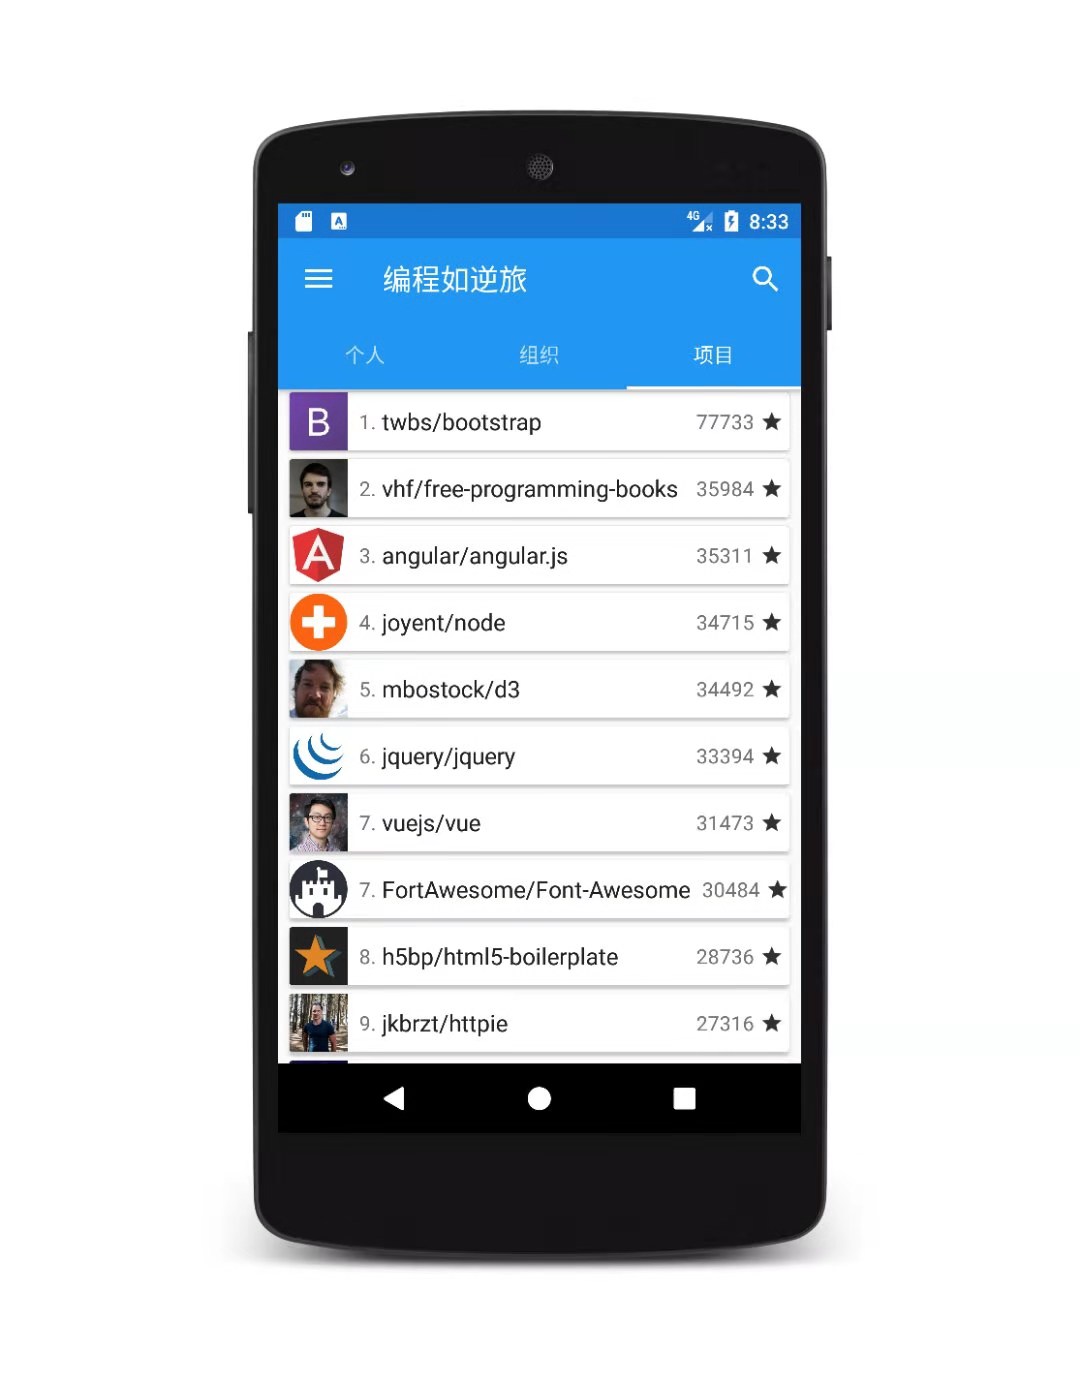 4G 8:33
编程如逆旅
个人 组织 项目
B 1. twbs/bootstrap 77733 ★
2. vhf/free-programming-books 35984 ★
A 3. angular/angular.js 35311 ★
4. joyent/node 34715 ★
5. mbostock/d3 34492 ★
6. jquery/jquery 33394 ★
7. vuejs/vue 31473 ★
7. FortAwesome/Font-Awesome 30484 ★
8. h5bp/html5-boilerplate 28736 ★
9. jkbrzt/httpie 27316 ★